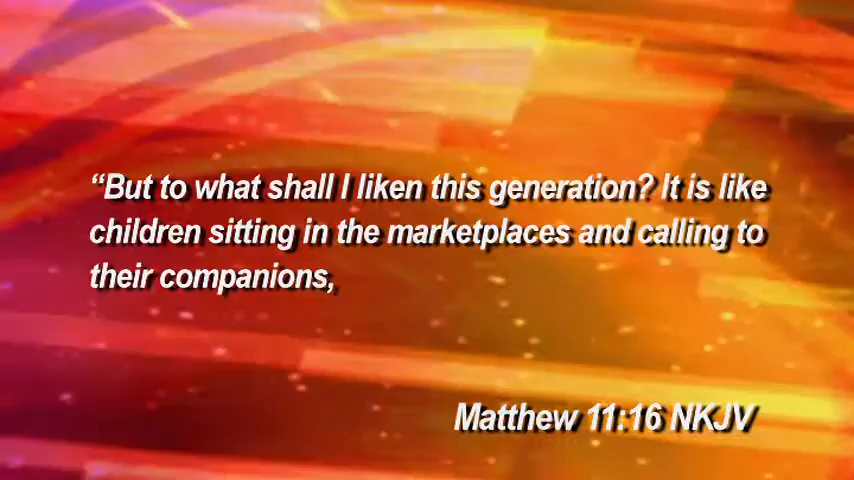 “But to what shall I liken this generation? It is like
children sitting in the marketplaces and calling to
their companions,
Matthew 11:16 NKJV